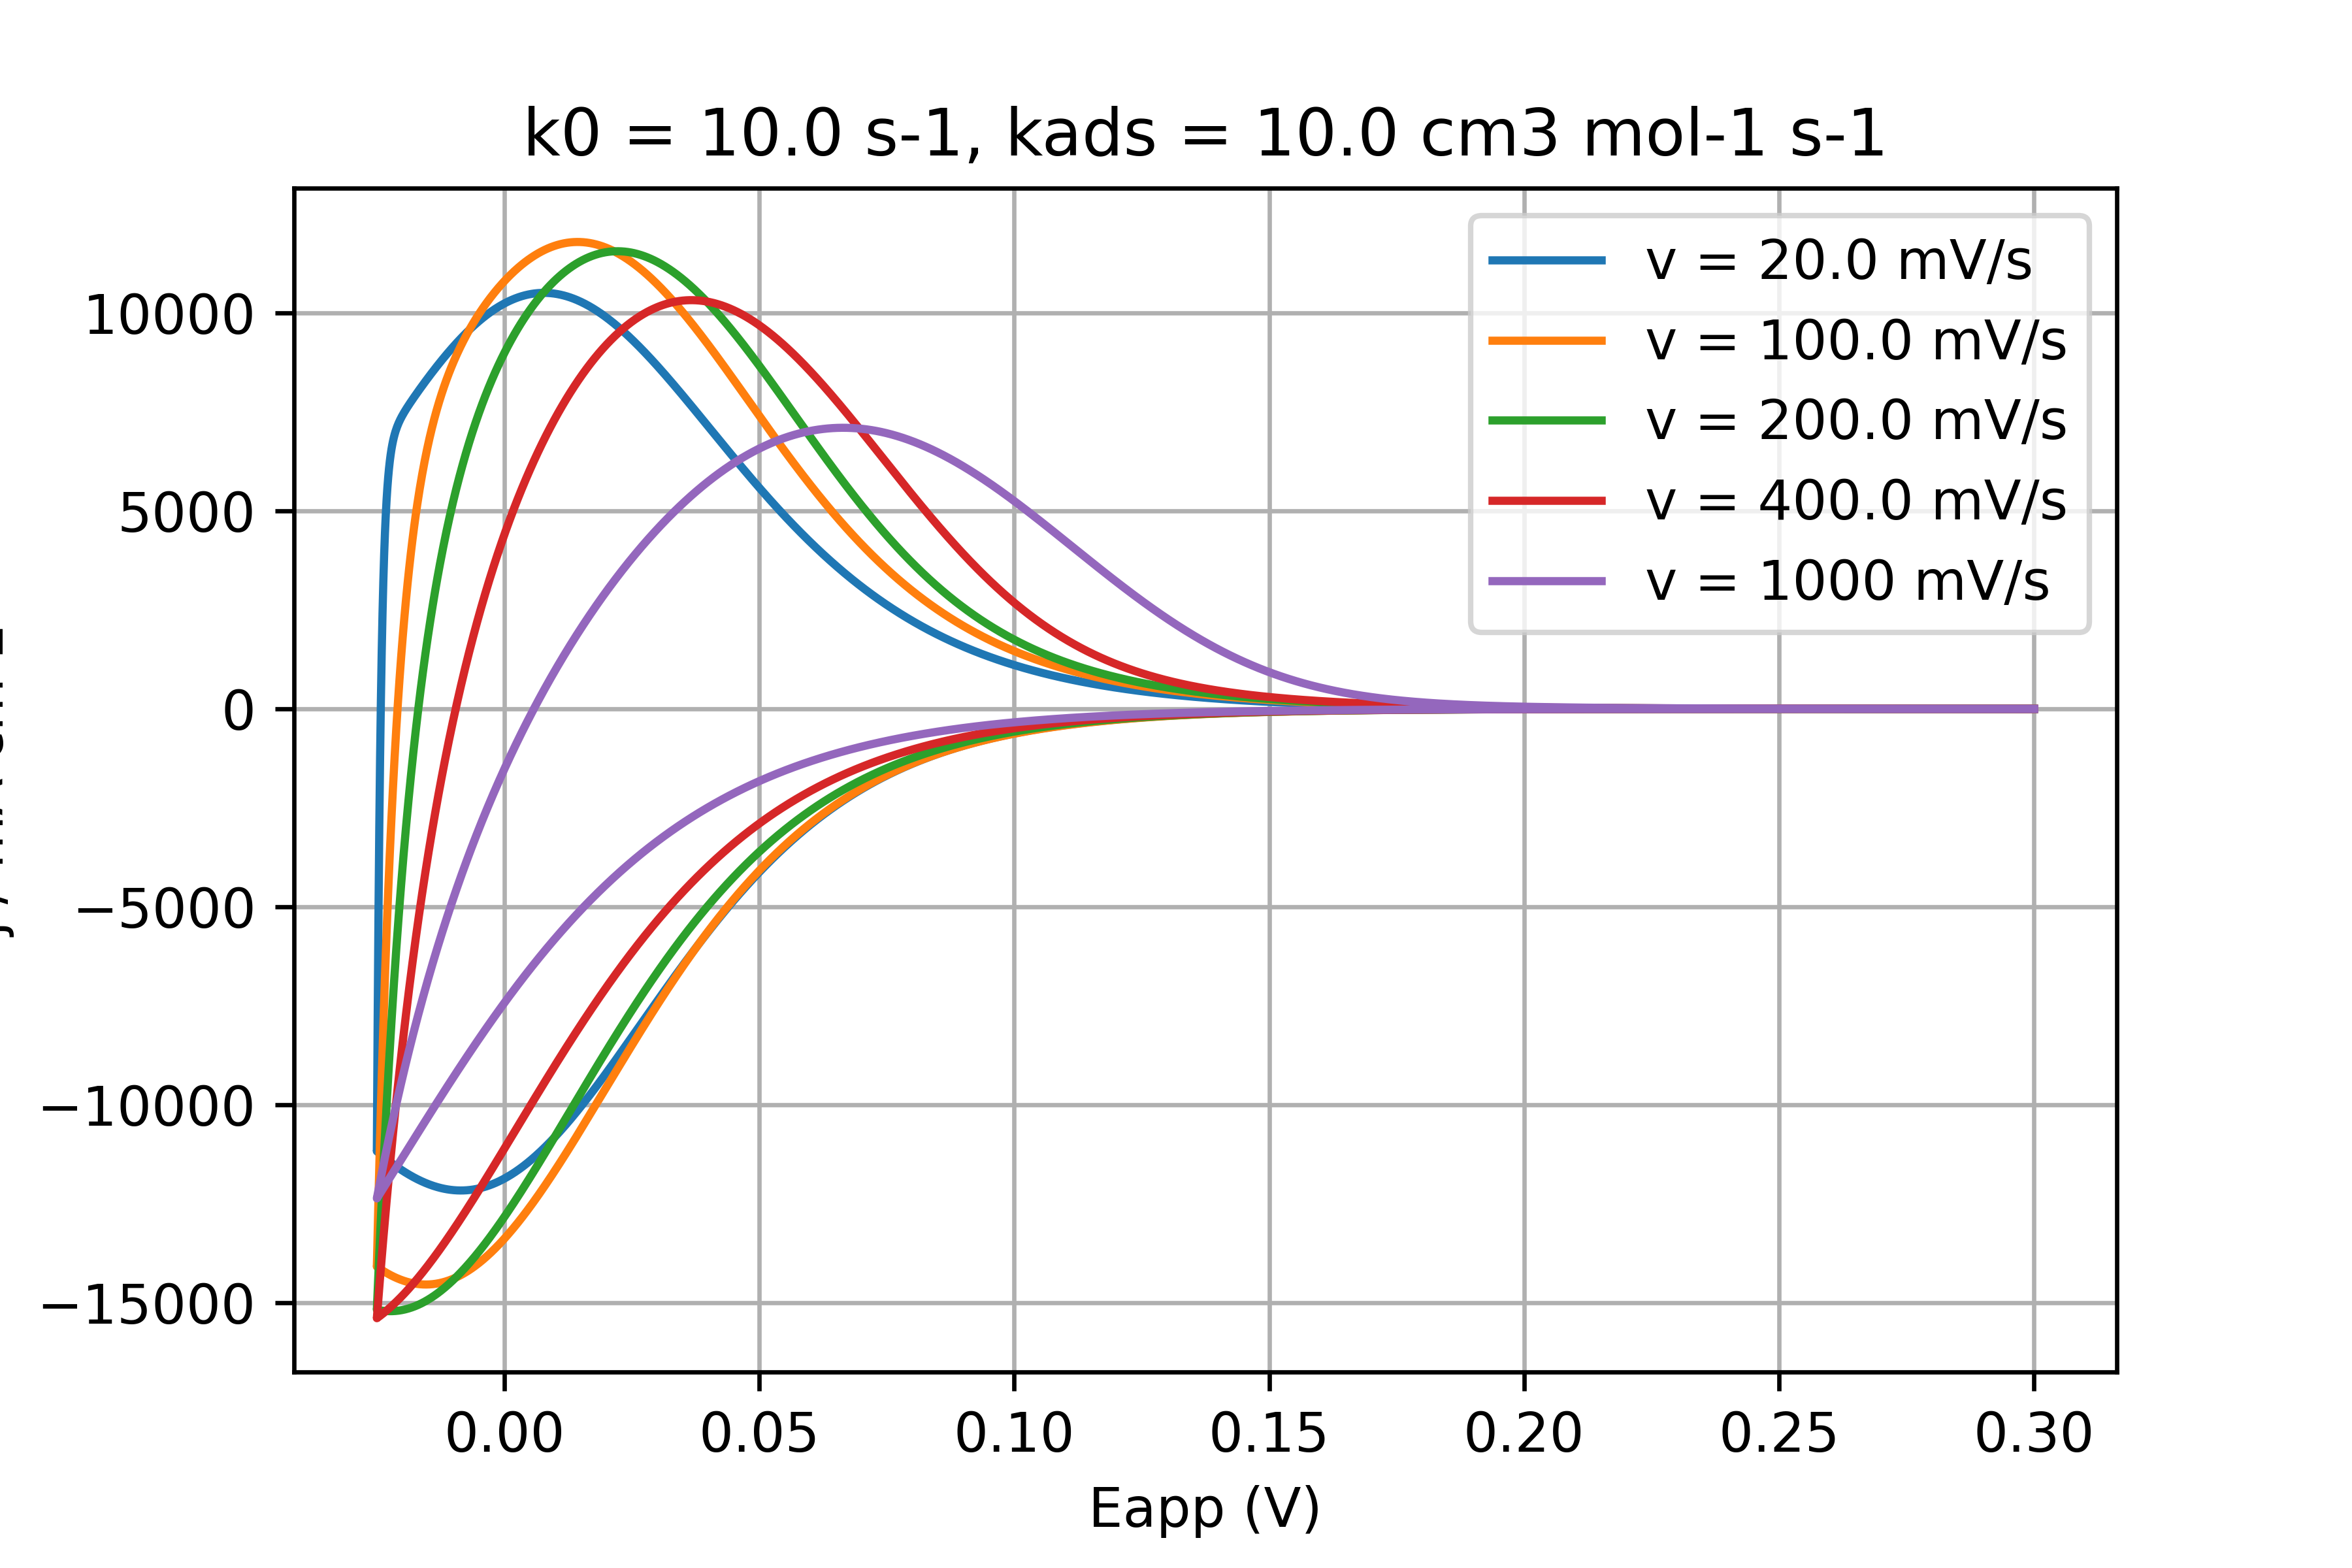 k0 = 10.0 s-1, kads = 10.0 cm3 mol-1 s-1
v = 20.0 mV/s
v = 100.0 mV/s
v = 200.0 mV/s
v = 400.0 mV/s
v = 1000 mV/s
10000
5000
0
−5000
−10000
−15000
0.00 0.05 0.10 0.15 0.20 0.25 0.30
Eapp (V)